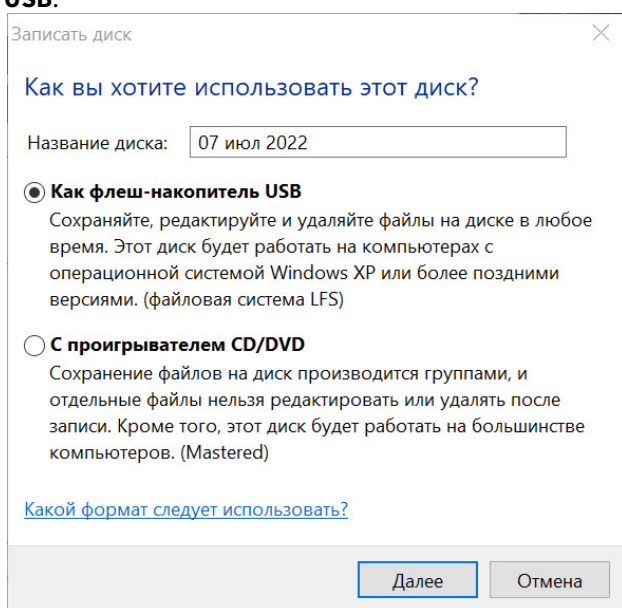 USB.
Записать диск
Как вы хотите использовать этот диск?
Название диска: 07 июл 2022
Как флеш-накопитель USB
Сохраняйте, редактируйте и удаляйте файлы на диске в любое
время. Этот диск будет работать на компьютерах с
операционной системой Windows XP или более поздними
версиями. (файловая система LFS)
С проигрывателем CD/DVD
Сохранение файлов на диск производится группами, и
отдельные файлы нельзя редактировать или удалять после
записи. Кроме того, этот диск будет работать на большинстве
компьютеров. (Mastered)
Какой формат следует использовать?
Далее Отмена